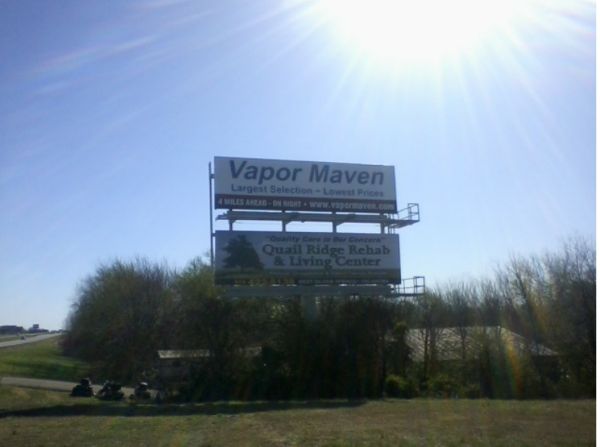 Vapor Maven
Largest Selection - Lowest Prices
4 MILES AHEAD - ON RIGHT • www.vapormaven.com
"Quality Care is Our Concern"
Quail Ridge Rehab
& Living Center